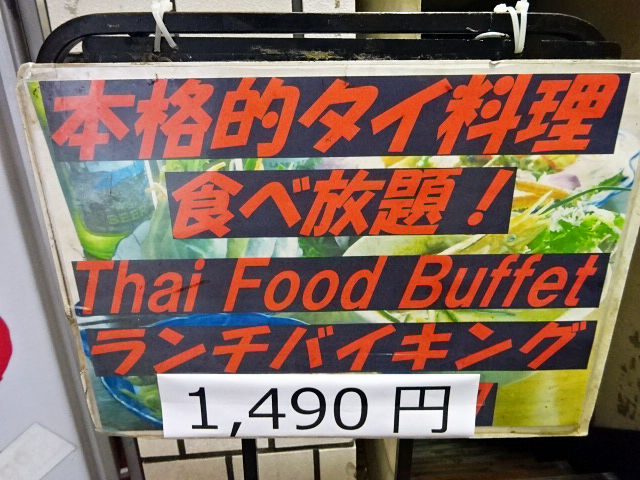 本格的タイ料理
食べ放題!
Thai Food Buffet
ランチバイキング
1,490 円